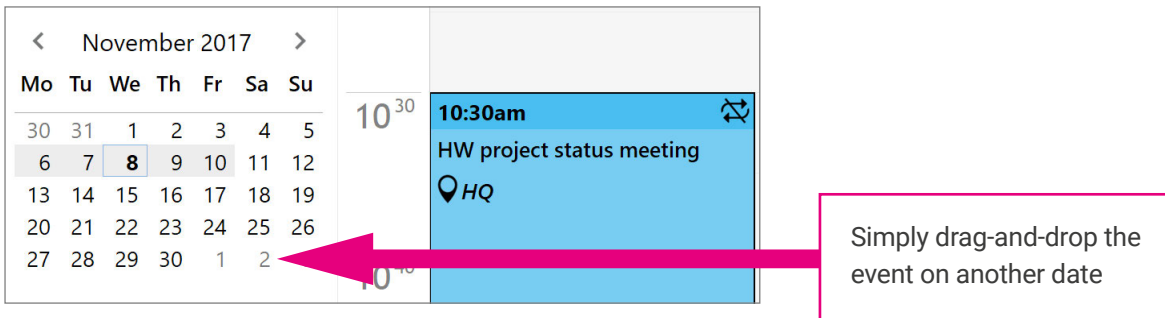 < November 2017 >
Mo Tu We Th Fr Sa Su
30 31 1 2 3 4 5
6 7 8 9 10 11 12
13 14 15 16 17 18 19
20 21 22 23 24 25 26
27 28 29 30 1 2
10 30
10:30am
HW project status meeting
HQ
Simply drag-and-drop the
event on another date